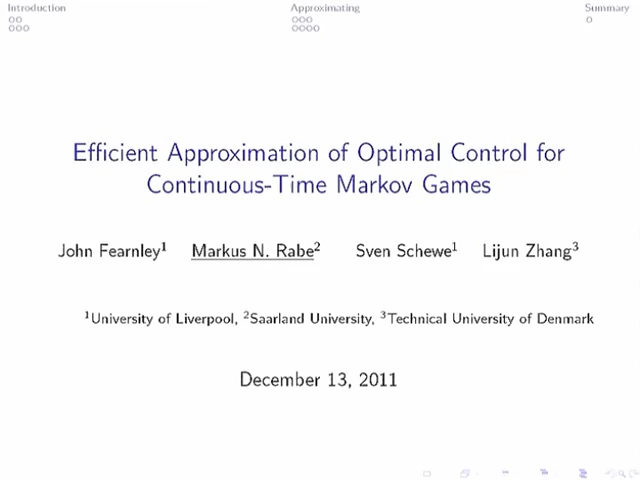 Introduction Approximating Summary
Efficient Approximation of Optimal Control for
Continuous-Time Markov Games
John Fearnley¹ Markus N. Rabe² Sven Schewe¹ Lijun Zhang³
¹University of Liverpool, ²Saarland University, ³Technical University of Denmark
December 13, 2011